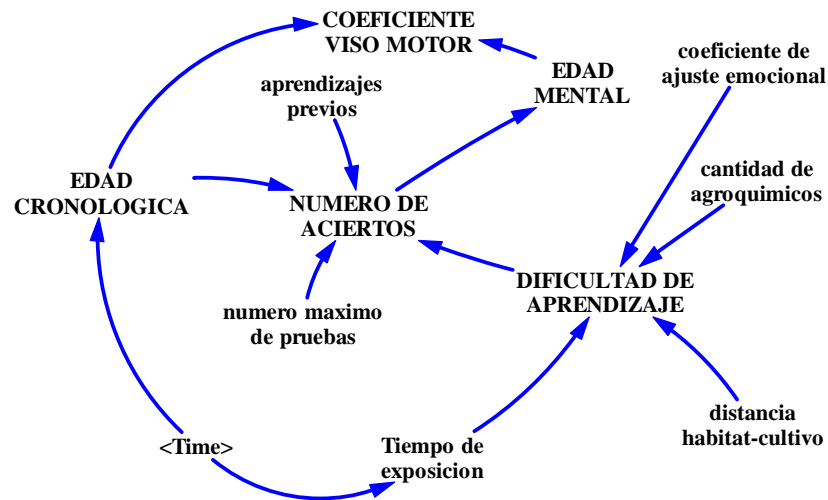 COEFICIENTE
VISO MOTOR
coeficiente de
ajuste emocional
EDAD
MENTAL
aprendizajes
previos
cantidad de
agroquimicos
EDAD
CRONOLOGICA
NUMERO DE
ACIERTOS
DIFICULTAD DE
APRENDIZAJE
numero maximo
de pruebas
distancia
habitat-cultivo
<Time>
Tiempo de
exposicion